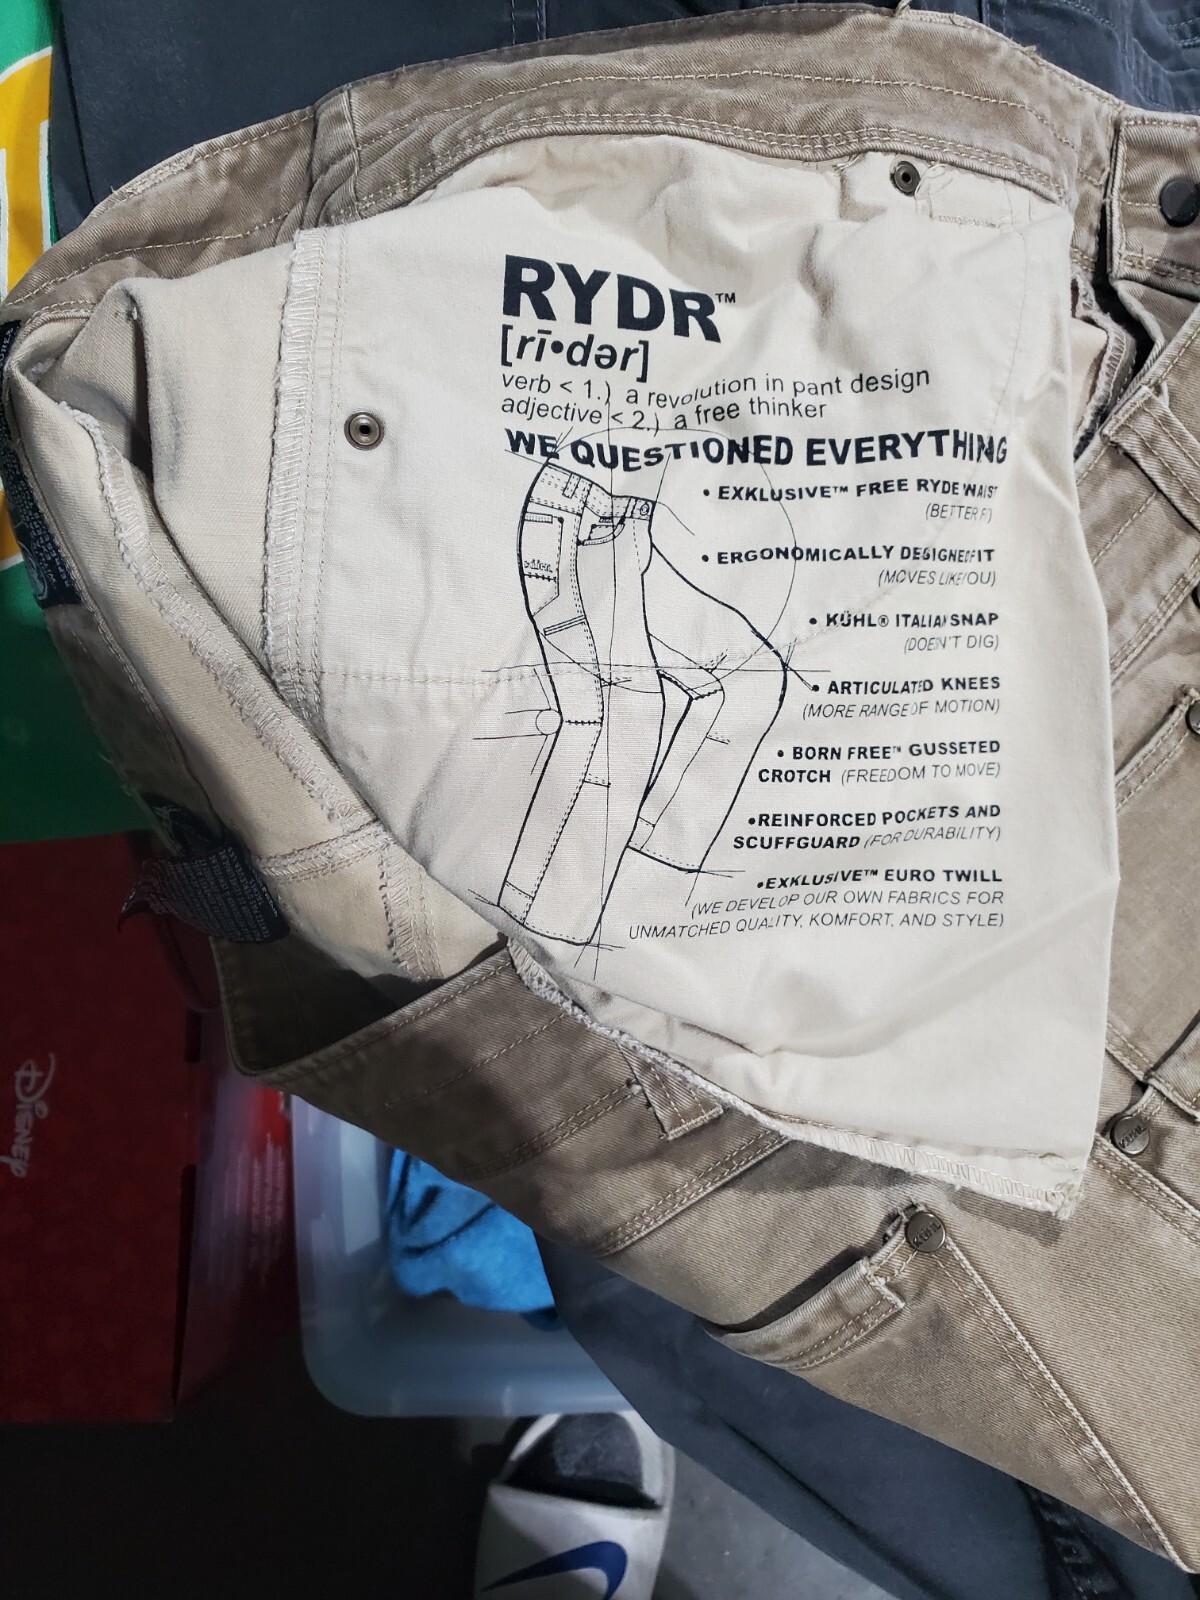 RYDR™
[rī•dər]
verb < 1.) a revolution in pant design
adjective < 2.) a free thinker
WE QUESTIONED EVERYTHING
• EXKLUSIVE™ FREE RYDE WAIST
(BETTER F)
• ERGONOMICALLY DESIGNED FIT
(MOVES LIKE YOU)
• KÜHL® ITALIAN SNAP
(DOESN'T DIG)
• ARTICULATED KNEES
(MORE RANGE OF MOTION)
• BORN FREE™ GUSSETED
CROTCH (FREEDOM TO MOVE)
•REINFORCED POCKETS AND
SCUFFGUARD (FOR DURABILITY)
•EXKLUSIVE™ EURO TWILL
(WE DEVELOP OUR OWN FABRICS FOR
UNMATCHED QUALITY, KOMFORT, AND STYLE)
KÜHL
KÜHL
DISNEY